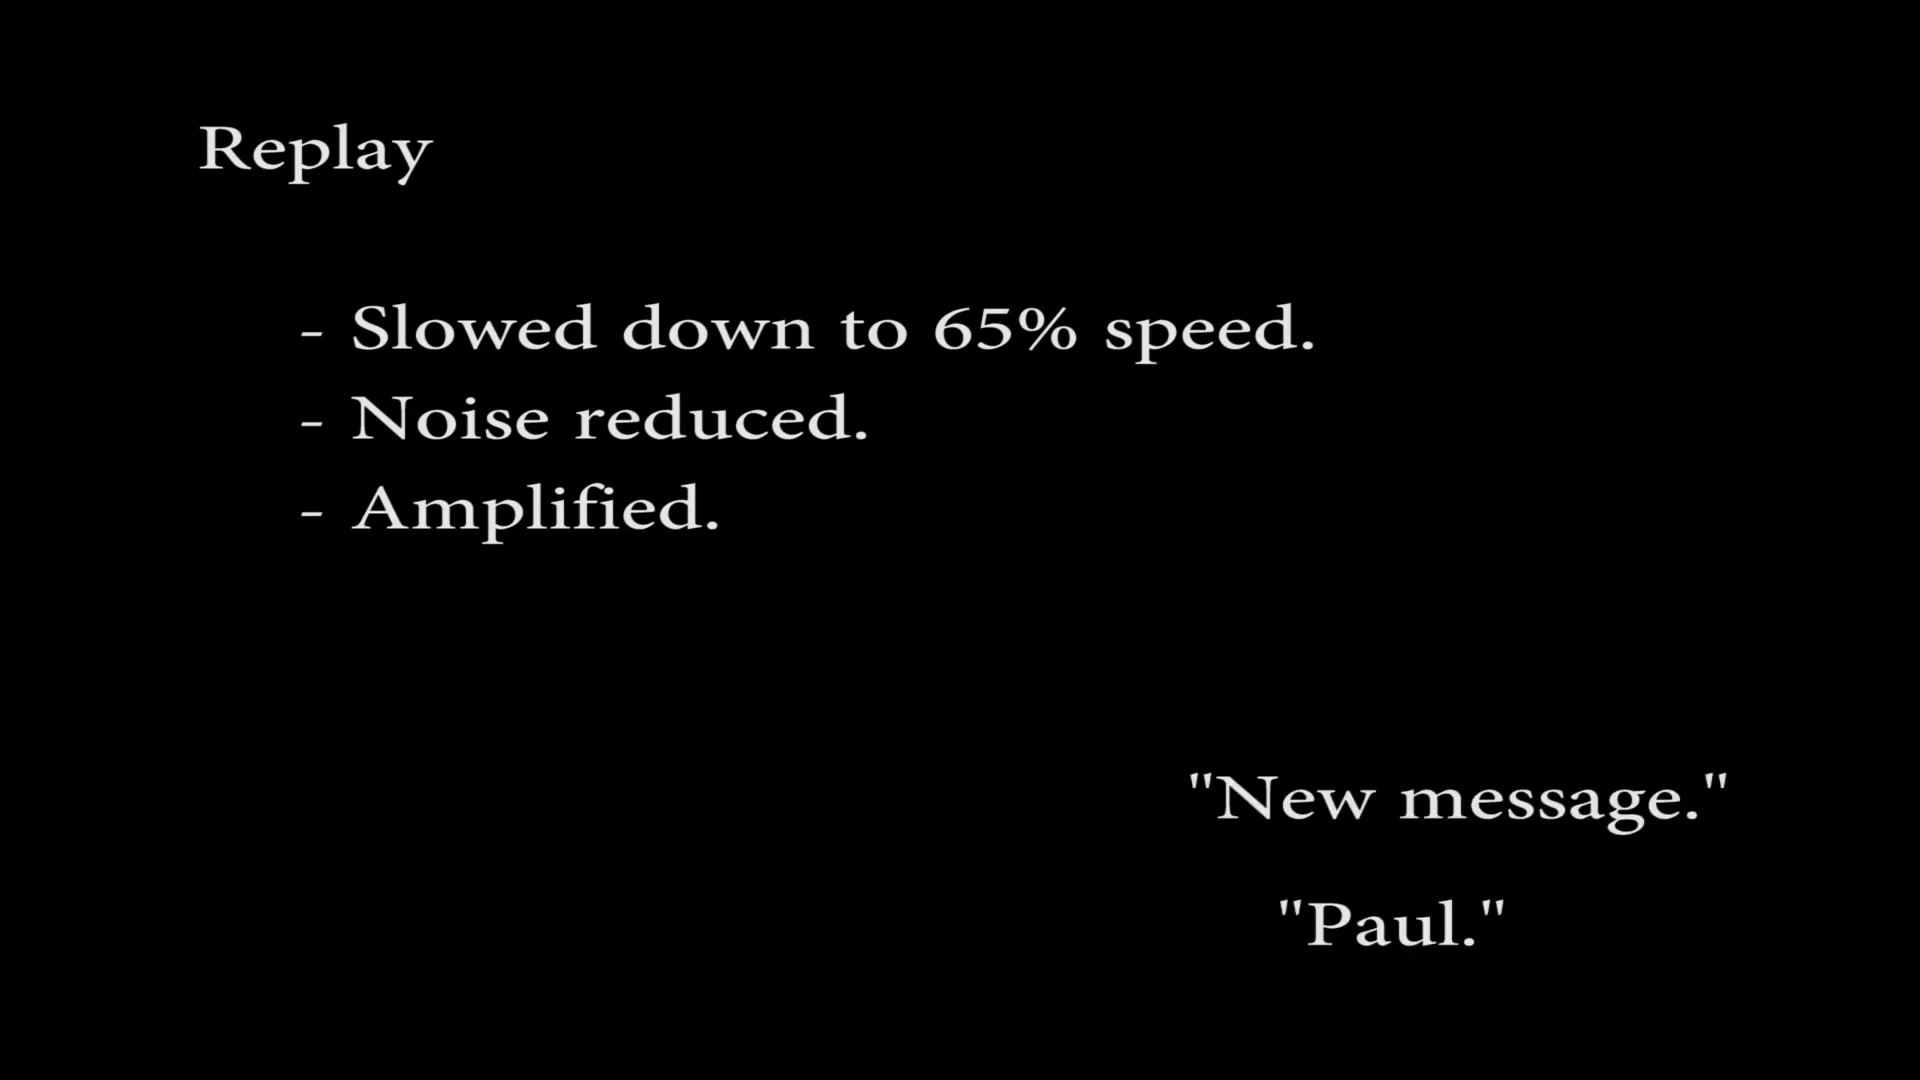 Replay
- Slowed down to 65% speed.
- Noise reduced.
- Amplified.
"New message."
"Paul."